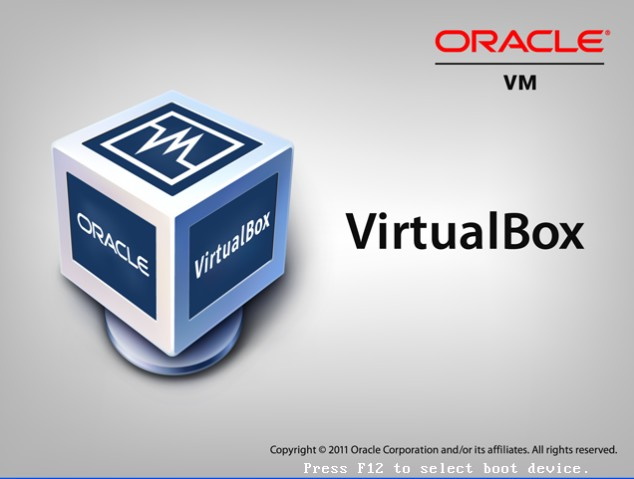 ORACLE®
VM
ORACLE
VirtualBox
VirtualBox
Copyright © 2011 Oracle Corporation and/or its affiliates. All rights reserved.
Press F12 to select boot device.